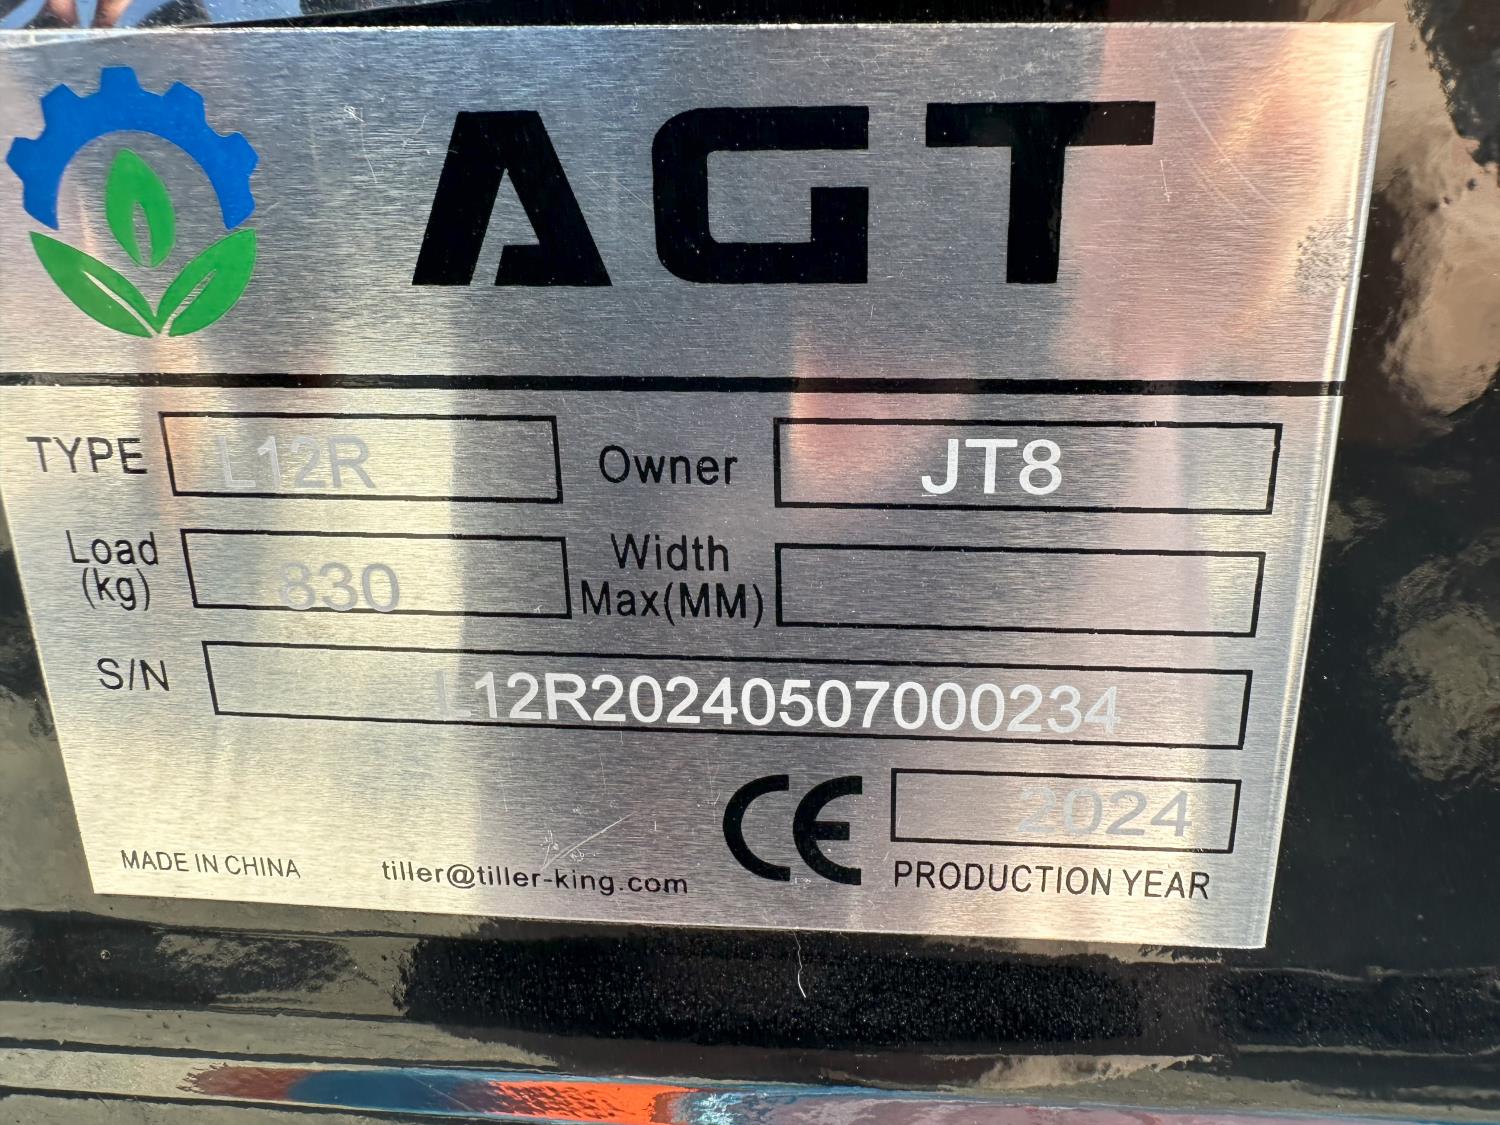 AGT
TYPE L12R Owner JT8
Load (kg) 830 Width Max(MM)
S/N L12R20240507000234
CE 2024
MADE IN CHINA tiller@tiller-king.com PRODUCTION YEAR